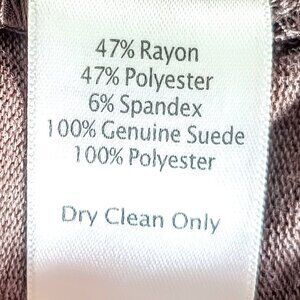 47% Rayon
47% Polyester
6% Spandex
100% Genuine Suede
100% Polyester
Dry Clean Only